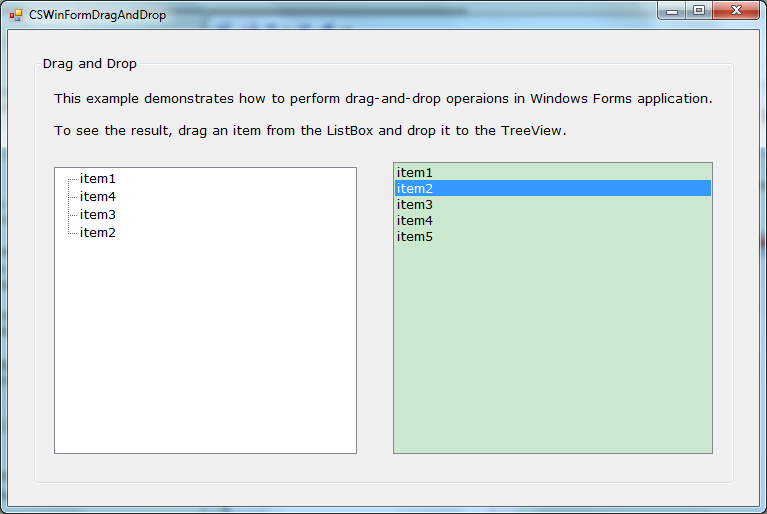 CSWinFormDragAndDrop
Drag and Drop
This example demonstrates how to perform drag-and-drop operaions in Windows Forms application.
To see the result, drag an item from the ListBox and drop it to the TreeView.
item1
item4
item3
item2
item1
item2
item3
item4
item5